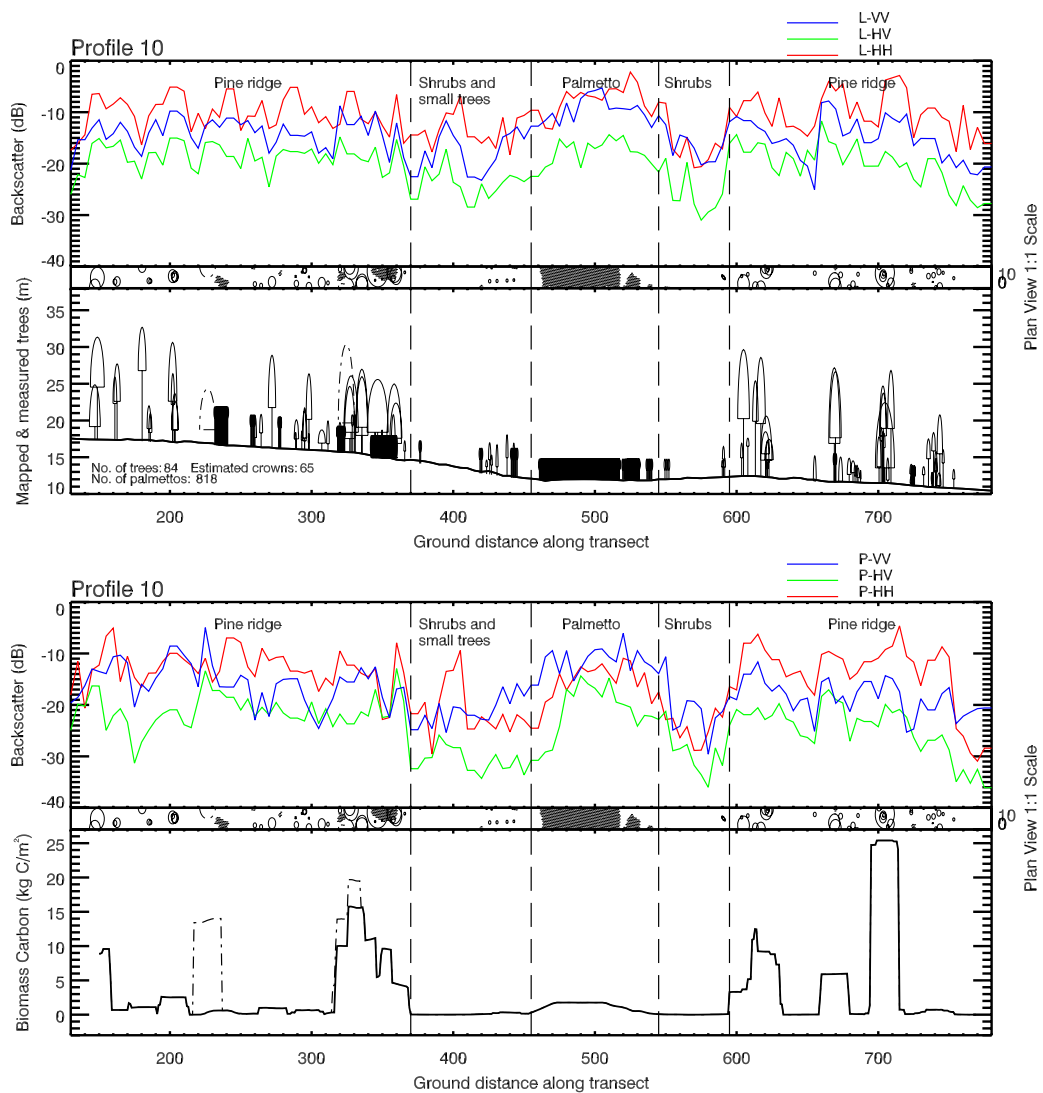 L-VV
L-HV
L-HH
Profile 10
Pine ridge
Shrubs and
small trees
Palmetto
Shrubs
Pine ridge
Backscatter (dB)
0
-10
-20
-30
-40
Plan View 1:1 Scale
10
0
Mapped & measured trees (m)
35
30
25
20
15
10
No. of trees: 84 Estimated crowns: 65
No. of palmettos: 818
200 300 400 500 600 700
Ground distance along transect
P-VV
P-HV
P-HH
Profile 10
Pine ridge
Shrubs and
small trees
Palmetto
Shrubs
Pine ridge
Backscatter (dB)
0
-10
-20
-30
-40
Plan View 1:1 Scale
10
0
Biomass Carbon (kg C/m²)
25
20
15
10
5
0
200 300 400 500 600 700
Ground distance along transect